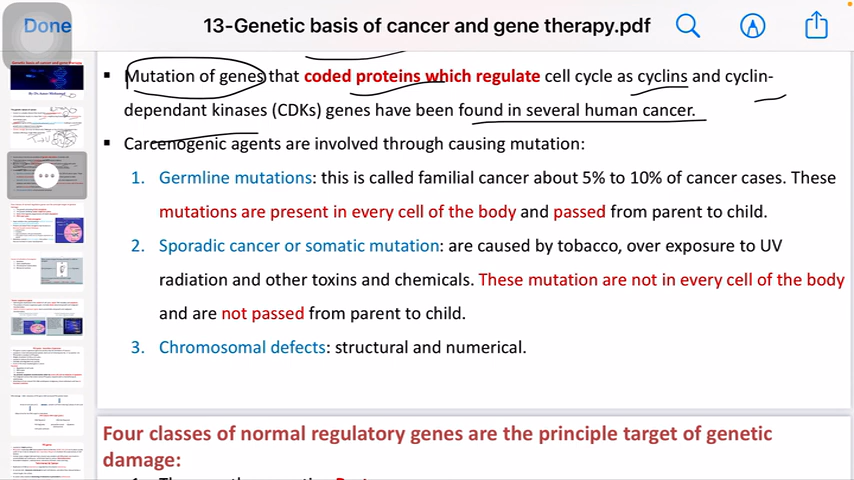 Done
13-Genetic basis of cancer and gene therapy.pdf
▪ Mutation of genes that coded proteins which regulate cell cycle as cyclins and cyclin-
dependant kinases (CDKs) genes have been found in several human cancer.
▪ Carcenogenic agents are involved through causing mutation:
1. Germline mutations: this is called familial cancer about 5% to 10% of cancer cases. These
mutations are present in every cell of the body and passed from parent to child.
2. Sporadic cancer or somatic mutation: are caused by tobacco, over exposure to UV
radiation and other toxins and chemicals. These mutation are not in every cell of the body
and are not passed from parent to child.
3. Chromosomal defects: structural and numerical.
Four classes of normal regulatory genes are the principle target of genetic
damage: